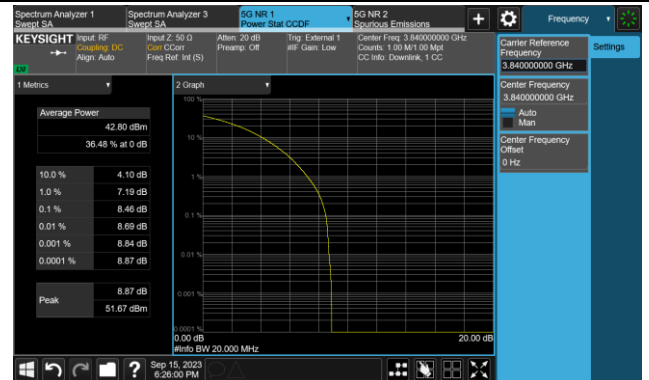 Spectrum Analyzer 1
Swept SA
Spectrum Analyzer 3
Swept SA
5G NR 1
Power Stat CCDF
5G NR 2
Spurious Emissions
Frequency
KEYSIGHT
Input: RF
Coupling: DC
Align: Auto
Input Z: 50 Ω
Corr CCorr
Freq Ref: Int (S)
Atten: 20 dB
Preamp: Off
Trig: External 1
#IF Gain: Low
Center Freq: 3.840000000 GHz
Counts: 1.00 M/1.00 Mpt
CC Info: Downlink, 1 CC
LXI
Carrier Reference
Frequency
3.840000000 GHz
Settings
Center Frequency
3.840000000 GHz
Auto
Man
Center Frequency
Offset
0 Hz
1 Metrics
Average Power
42.80 dBm
36.48 % at 0 dB
10.0 % 4.10 dB
1.0 % 7.19 dB
0.1 % 8.46 dB
0.01 % 8.69 dB
0.001 % 8.84 dB
0.0001 % 8.87 dB
Peak
8.87 dB
51.67 dBm
2 Graph
100 %
10 %
1 %
0.1 %
0.01 %
0.001 %
0.0001 %
0.00 dB
20.00 dB
#Info BW 20.000 MHz
?
Sep 15, 2023
6:26:00 PM